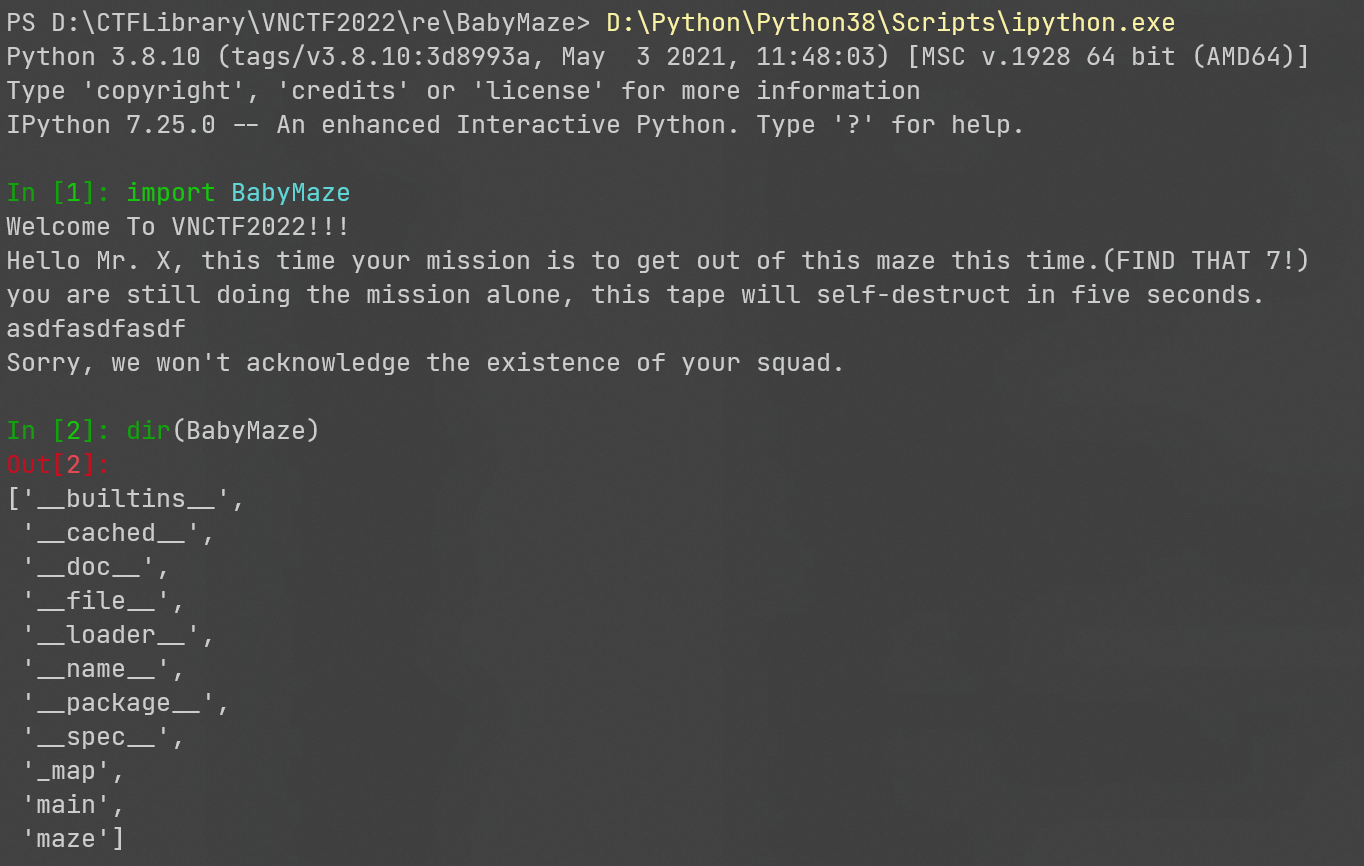 PS D:\CTFLibrary\VNCTF2022\re\BabyMaze> D:\Python\Python38\Scripts\ipython.exe
Python 3.8.10 (tags/v3.8.10:3d8993a, May  3 2021, 11:48:03) [MSC v.1928 64 bit (AMD64)]
Type 'copyright', 'credits' or 'license' for more information
IPython 7.25.0 -- An enhanced Interactive Python. Type '?' for help.

In [1]: import BabyMaze
Welcome To VNCTF2022!!!
Hello Mr. X, this time your mission is to get out of this maze this time.(FIND THAT 7!)
you are still doing the mission alone, this tape will self-destruct in five seconds.
asdfasdfasdf
Sorry, we won't acknowledge the existence of your squad.

In [2]: dir(BabyMaze)
Out[2]:
['__builtins__',
 '__cached__',
 '__doc__',
 '__file__',
 '__loader__',
 '__name__',
 '__package__',
 '__spec__',
 '_map',
 'main',
 'maze']